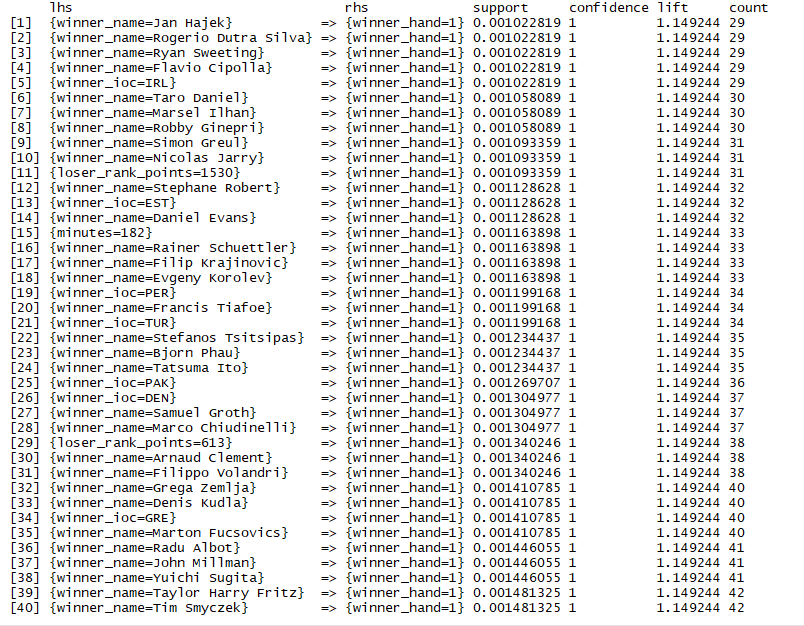 lhs rhs support confidence lift count
[1] {winner_name=Jan Hajek} => {winner_hand=1} 0.001022819 1 1.149244 29
[2] {winner_name=Rogerio Dutra Silva} => {winner_hand=1} 0.001022819 1 1.149244 29
[3] {winner_name=Ryan Sweeting} => {winner_hand=1} 0.001022819 1 1.149244 29
[4] {winner_name=Flavio Cipolla} => {winner_hand=1} 0.001022819 1 1.149244 29
[5] {winner_ioc=IRL} => {winner_hand=1} 0.001022819 1 1.149244 29
[6] {winner_name=Taro Daniel} => {winner_hand=1} 0.001058089 1 1.149244 30
[7] {winner_name=Marsel Ilhan} => {winner_hand=1} 0.001058089 1 1.149244 30
[8] {winner_name=Robby Ginepri} => {winner_hand=1} 0.001058089 1 1.149244 30
[9] {winner_name=Simon Greul} => {winner_hand=1} 0.001093359 1 1.149244 31
[10] {winner_name=Nicolas Jarry} => {winner_hand=1} 0.001093359 1 1.149244 31
[11] {loser_rank_points=1530} => {winner_hand=1} 0.001093359 1 1.149244 31
[12] {winner_name=Stephane Robert} => {winner_hand=1} 0.001128628 1 1.149244 32
[13] {winner_ioc=EST} => {winner_hand=1} 0.001128628 1 1.149244 32
[14] {winner_name=Daniel Evans} => {winner_hand=1} 0.001128628 1 1.149244 32
[15] {minutes=182} => {winner_hand=1} 0.001163898 1 1.149244 33
[16] {winner_name=Rainer Schuettler} => {winner_hand=1} 0.001163898 1 1.149244 33
[17] {winner_name=Filip Krajinovic} => {winner_hand=1} 0.001163898 1 1.149244 33
[18] {winner_name=Evgeny Korolev} => {winner_hand=1} 0.001163898 1 1.149244 33
[19] {winner_ioc=PER} => {winner_hand=1} 0.001199168 1 1.149244 34
[20] {winner_name=Francis Tiafoe} => {winner_hand=1} 0.001199168 1 1.149244 34
[21] {winner_ioc=TUR} => {winner_hand=1} 0.001199168 1 1.149244 34
[22] {winner_name=Stefanos Tsitsipas} => {winner_hand=1} 0.001234437 1 1.149244 35
[23] {winner_name=Bjorn Phau} => {winner_hand=1} 0.001234437 1 1.149244 35
[24] {winner_name=Tatsuma Ito} => {winner_hand=1} 0.001234437 1 1.149244 35
[25] {winner_ioc=PAK} => {winner_hand=1} 0.001269707 1 1.149244 36
[26] {winner_ioc=DEN} => {winner_hand=1} 0.001304977 1 1.149244 37
[27] {winner_name=Samuel Groth} => {winner_hand=1} 0.001304977 1 1.149244 37
[28] {winner_name=Marco Chiudinelli} => {winner_hand=1} 0.001304977 1 1.149244 37
[29] {loser_rank_points=613} => {winner_hand=1} 0.001340246 1 1.149244 38
[30] {winner_name=Arnaud Clement} => {winner_hand=1} 0.001340246 1 1.149244 38
[31] {winner_name=Filippo Volandri} => {winner_hand=1} 0.001340246 1 1.149244 38
[32] {winner_name=Grega Zemlja} => {winner_hand=1} 0.001410785 1 1.149244 40
[33] {winner_name=Denis Kudla} => {winner_hand=1} 0.001410785 1 1.149244 40
[34] {winner_ioc=GRE} => {winner_hand=1} 0.001410785 1 1.149244 40
[35] {winner_name=Marton Fucsovics} => {winner_hand=1} 0.001410785 1 1.149244 40
[36] {winner_name=Radu Albot} => {winner_hand=1} 0.001446055 1 1.149244 41
[37] {winner_name=John Millman} => {winner_hand=1} 0.001446055 1 1.149244 41
[38] {winner_name=Yuichi Sugita} => {winner_hand=1} 0.001446055 1 1.149244 41
[39] {winner_name=Taylor Harry Fritz} => {winner_hand=1} 0.001481325 1 1.149244 42
[40] {winner_name=Tim Smyczek} => {winner_hand=1} 0.001481325 1 1.149244 42